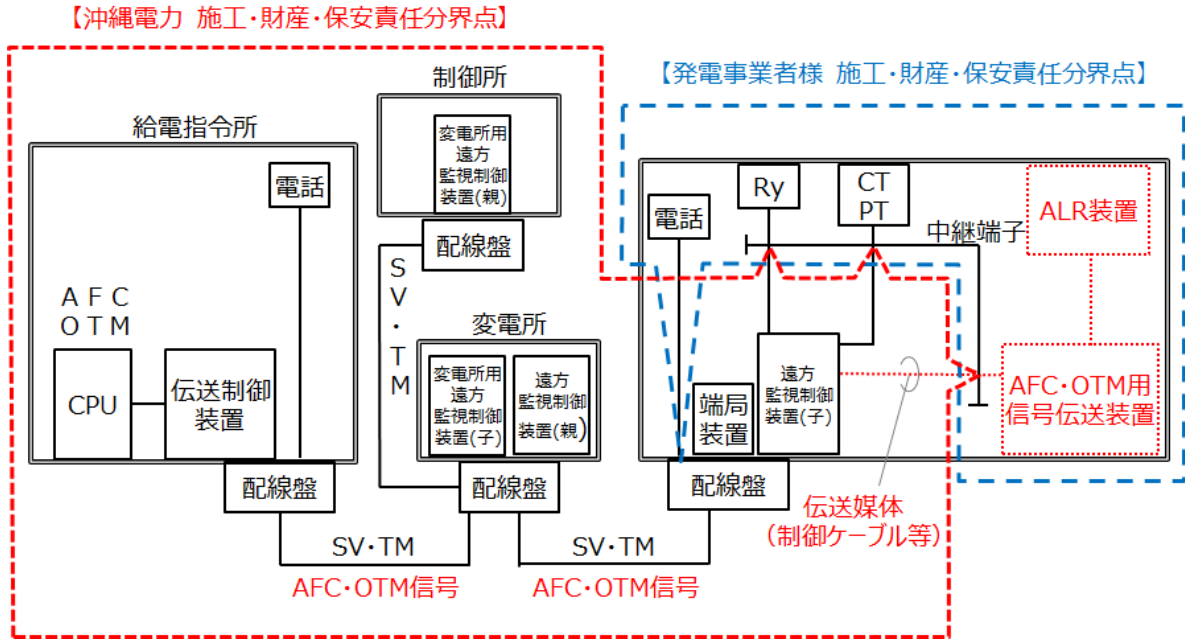 【沖縄電力 施工・財産・保安責任分界点】
【発電事業者様 施工・財産・保安責任分界点】
給電指令所
電話
AFC
OTM
CPU
伝送制御
装置
配線盤
制御所
変電所用
遠方
監視制御
装置(親)
配線盤
SV・TM
変電所
変電所用
遠方
監視制御
装置(子)
遠方
監視制御
装置(親)
配線盤
SV・TM
AFC・OTM信号
SV・TM
AFC・OTM信号
電話
Ry
CT
PT
中継端子
ALR装置
端局
装置
遠方
監視制御
装置(子)
AFC・OTM用
信号伝送装置
配線盤
伝送媒体
(制御ケーブル等)